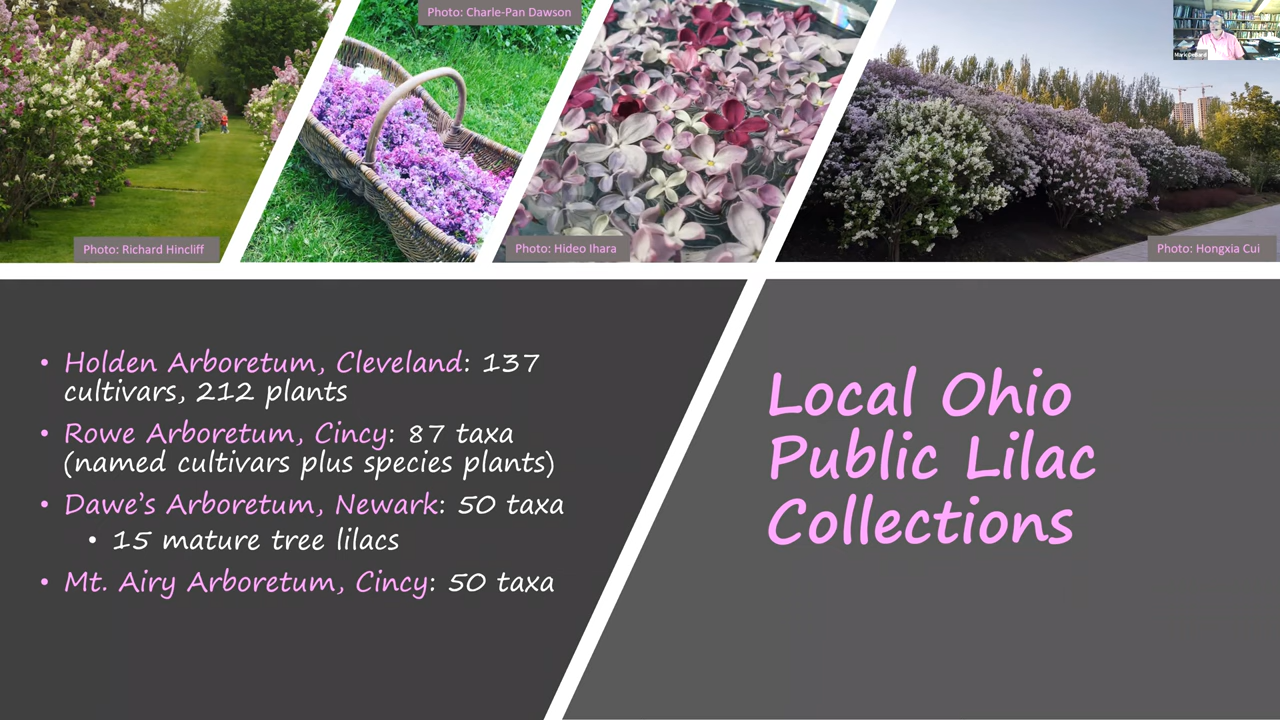 Photo: Charle-Pan Dawson
Photo: Richard Hincliff
Photo: Hideo Ihara
Photo: Hongxia Cui
• Holden Arboretum, Cleveland: 137
cultivars, 212 plants
• Rowe Arboretum, Cincy: 87 taxa
(named cultivars plus species plants)
• Dawe's Arboretum, Newark: 50 taxa
• 15 mature tree lilacs
• Mt. Airy Arboretum, Cincy: 50 taxa
Local Ohio
Public Lilac
Collections